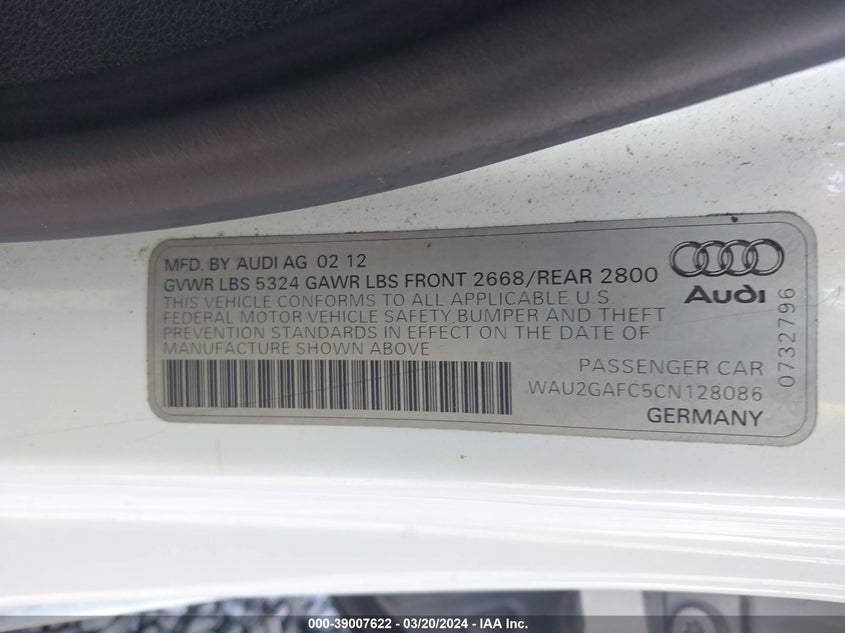 MFD. BY AUDI AG 02 12
GVWR LBS 5324 GAWR LBS FRONT 2668/REAR 2800
THIS VEHICLE CONFORMS TO ALL APPLICABLE U.S.
FEDERAL MOTOR VEHICLE SAFETY, BUMPER AND THEFT
PREVENTION STANDARDS IN EFFECT ON THE DATE OF
MANUFACTURE SHOWN ABOVE
Audi
PASSENGER CAR
WAU2GAFC5CN128086
GERMANY
0732796
000-39007622 - 03/20/2024 - IAA Inc.